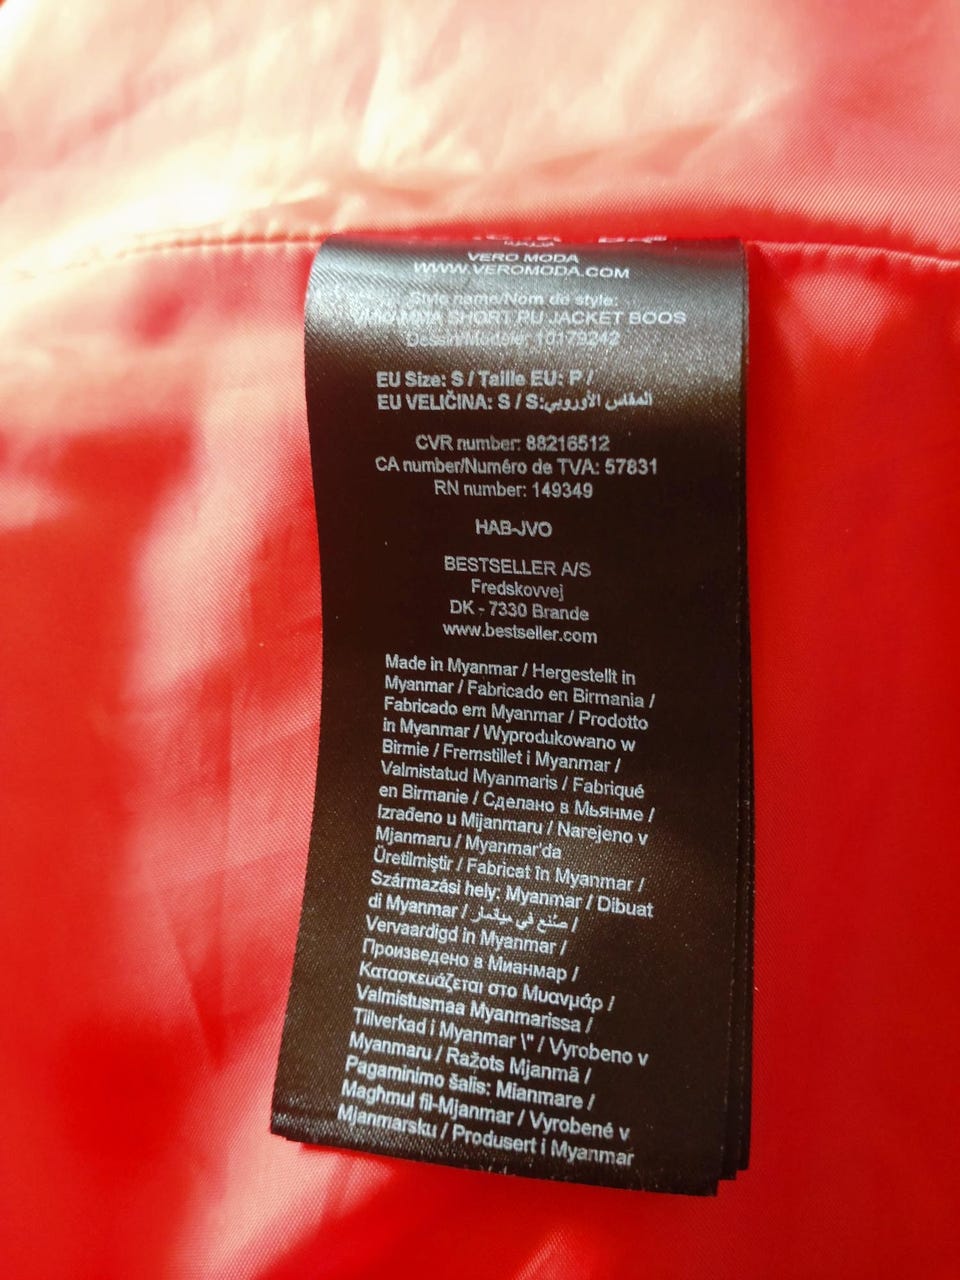 VERO MODA
WWW.VEROMODA.COM
Style name/Nom de style:
SHORT PU JACKET BOOS
Dessin/Modele: 10179242
EU Size: S / Taille EU: P /
EU VELIČINA: S / S:المقاس الأوروبي
CVR number: 88216512
CA number/Numéro de TVA: 57831
RN number: 149349
HAB-JVO
BESTSELLER A/S
Fredskovvej
DK - 7330 Brande
www.bestseller.com
Made in Myanmar / Hergestellt in
Myanmar / Fabricado en Birmania /
Fabricado em Myanmar / Prodotto
in Myanmar / Wyprodukowano w
Birmie / Fremstillet i Myanmar /
Valmistatud Myanmaris / Fabriqué
en Birmanie / Сделано в Мьянме /
Izrađeno u Mijanmaru / Narejeno v
Mjanmaru / Myanmar'da
Üretilmiştir / Fabricat în Myanmar /
Származási hely: Myanmar / Dibuat
di Myanmar / صنع في ميانمار /
Vervaardigd in Myanmar /
Произведено в Мианмар /
Κατασκευάζεται στο Μυανμάρ /
Valmistusmaa Myanmarissa /
Tillverkad i Myanmar \" / Vyrobeno v
Myanmaru / Ražots Mjanmā /
Pagaminimo šalis: Mianmare /
Magħmul fil-Mjanmar / Vyrobené v
Mjanmarsku / Produsert i Myanmar